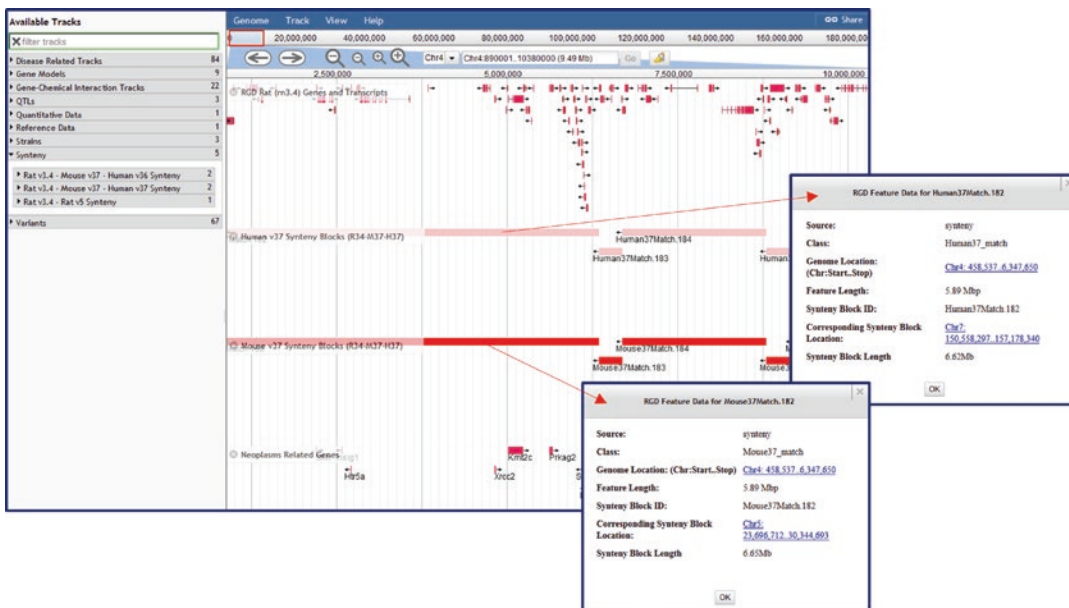 Available Tracks
Genome Track View Help
Share
filter tracks
0 20,000,000 40,000,000 60,000,000 80,000,000 100,000,000 120,000,000 140,000,000 160,000,000 180,000,00
Chr4 Chr4:890001..10380000 (9.49 Mb) Go
Disease Related Tracks 84
Gene Models 9
Gene-Chemical Interaction Tracks 22
QTLs 3
Quantitative Data 1
Reference Data 1
Strains 3
Synteny 5
Rat v3.4 - Mouse v37 - Human v36 Synteny 2
Rat v3.4 - Mouse v37 - Human v37 Synteny 2
Rat v3.4 - Rat v5 Synteny 1
Variants 67
2,500,000 5,000,000 7,500,000 10,000,000
RGD Rat (rn3.4) Genes and Transcripts
Human v37 Synteny Blocks (R34-M37-H37)
Human37Match.184
Human37Match.183
Human
Mouse v37 Synteny Blocks (R34-M37-H37)
Mouse37Match.184
Mouse37Match.183
Mouse3
Neoplasms Related Genes
Kmt2c
Prkag2
Htr5a
Xrcc2
S
RGD Feature Data for Human37Match.182
Source: synteny
Class: Human37_match
Genome Location: (Chr:Start..Stop) Chr4: 458,537..6,347,650
Feature Length: 5.89 Mbp
Synteny Block ID: Human37Match.182
Corresponding Synteny Block Location: Chr7: 150,558,297..157,178,340
Synteny Block Length 6.62Mb
OK
RGD Feature Data for Mouse37Match.182
Source: synteny
Class: Mouse37_match
Genome Location: (Chr:Start..Stop) Chr4: 458,537..6,347,650
Feature Length: 5.89 Mbp
Synteny Block ID: Mouse37Match.182
Corresponding Synteny Block Location: Chr5: 23,696,712..30,344,693
Synteny Block Length 6.65Mb
OK